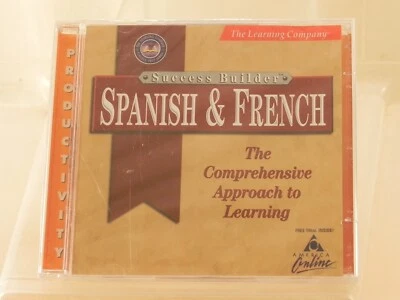 The Learning Company
Success Builder
SPANISH & FRENCH
The
Comprehensive
Approach to
Learning
PRODUCTIVITY
AMERICA
Online